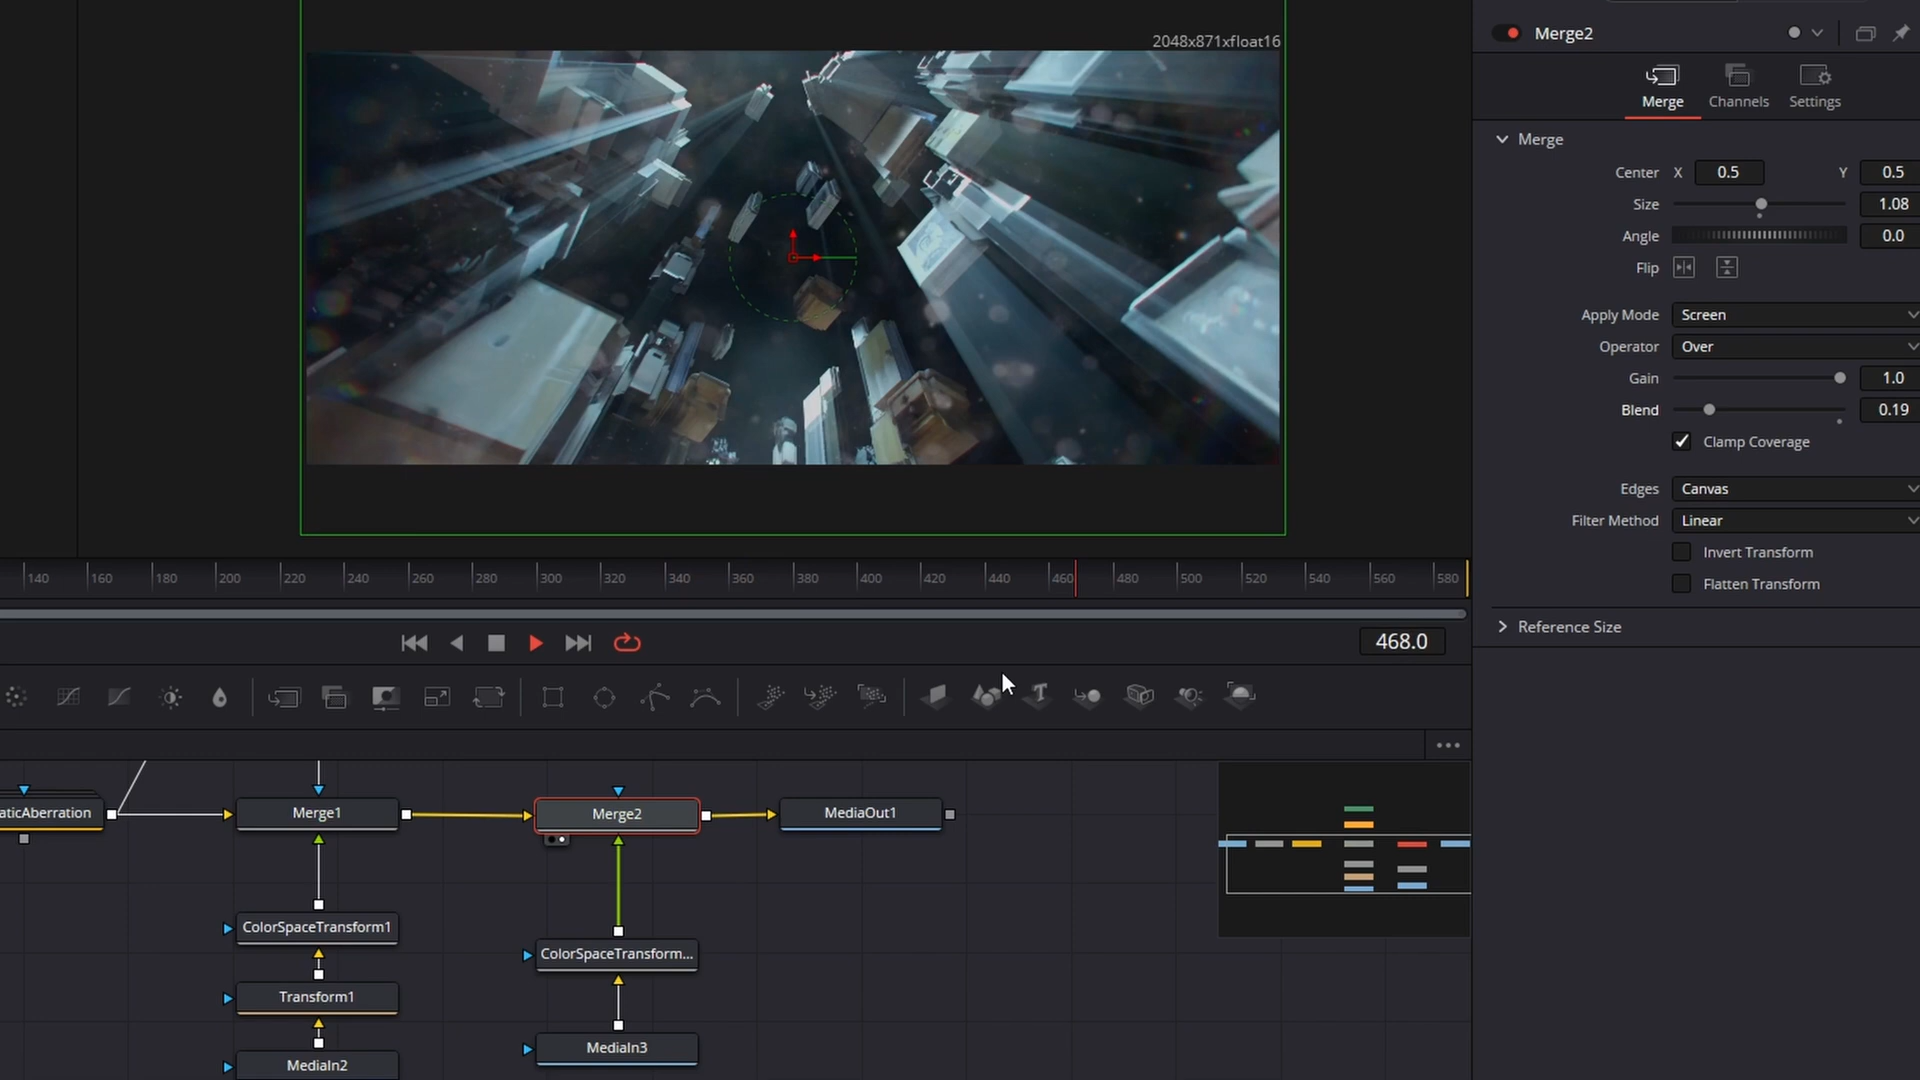 2048x871xfloat16
Merge2
Merge
Channels
Settings
Merge
Center X 0.5 Y 0.5
Size 1.08
Angle 0.0
Flip
Apply Mode Screen
Operator Over
Gain 1.0
Blend 0.19
Clamp Coverage
Edges Canvas
Filter Method Linear
Invert Transform
Flatten Transform
Reference Size
140 160 180 200 220 240 260 280 300 320 340 360 380 400 420 440 460 480 500 520 540 560 580
468.0
aticAberration
Merge1
Merge2
MediaOut1
ColorSpaceTransform1
ColorSpaceTransform...
Transform1
MediaIn3
MediaIn2